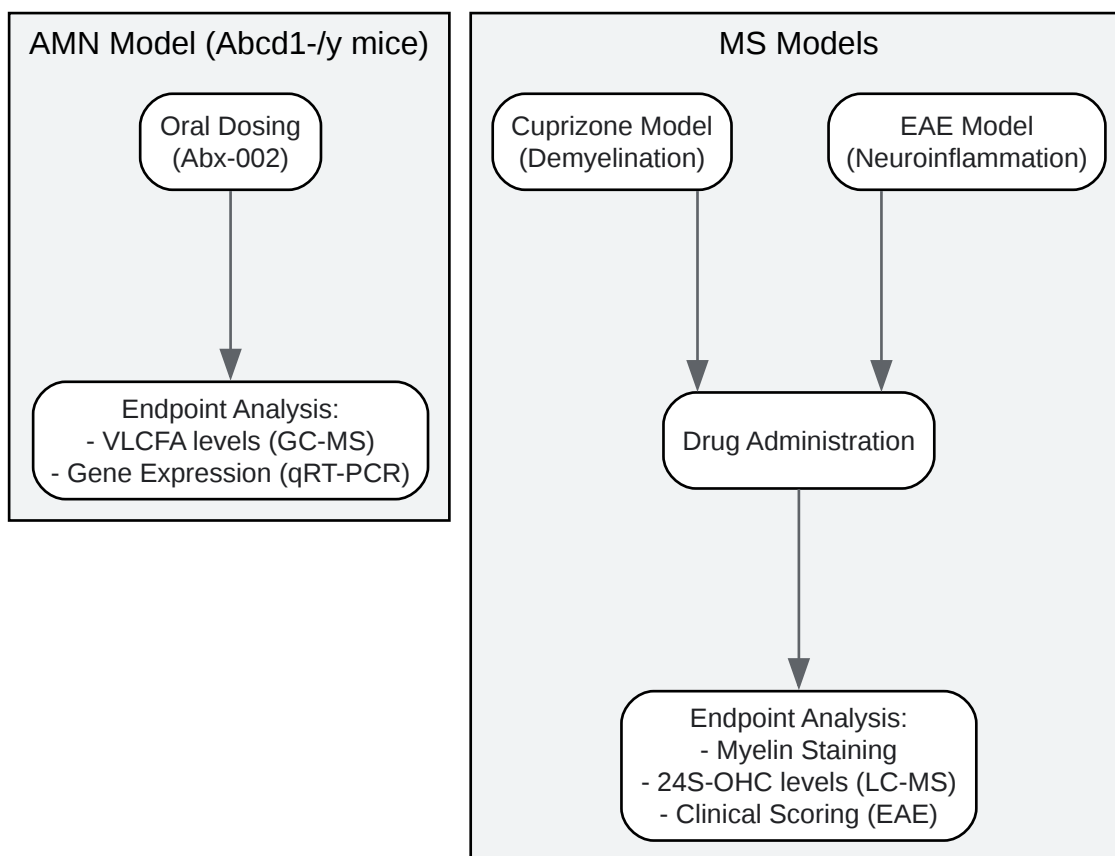 AMN Model (Abcd1-/y mice)
Oral Dosing
(Abx-002)
Endpoint Analysis:
- VLCFA levels (GC-MS)
- Gene Expression (qRT-PCR)
MS Models
Cuprizone Model
(Demyelination)
EAE Model
(Neuroinflammation)
Drug Administration
Endpoint Analysis:
- Myelin Staining
- 24S-OHC levels (LC-MS)
- Clinical Scoring (EAE)